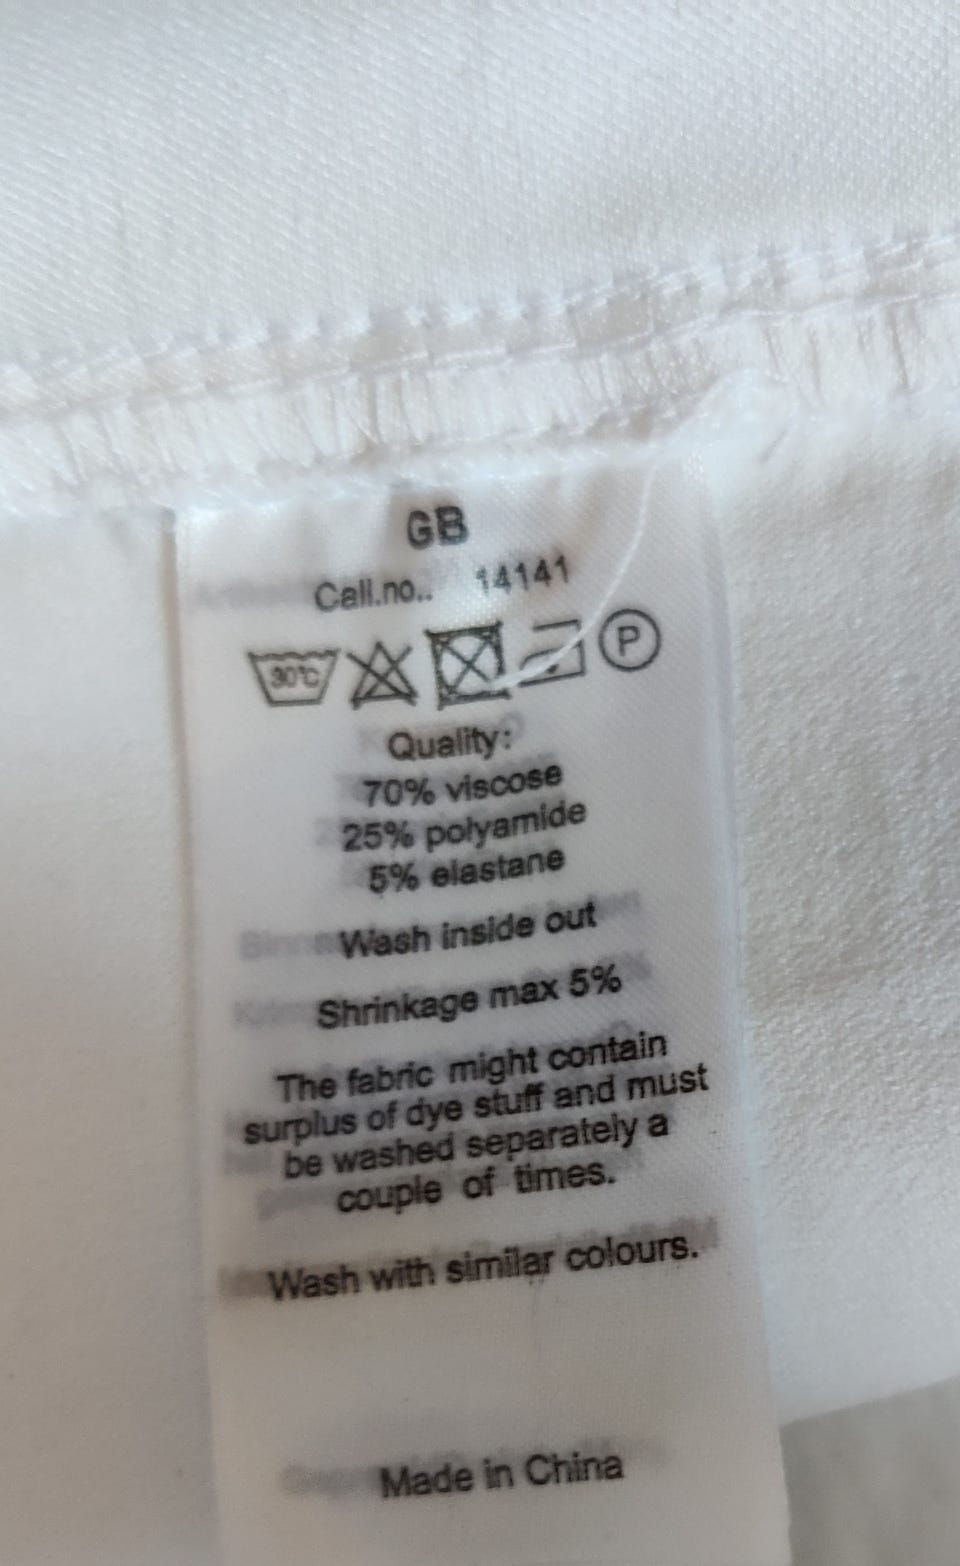 GB
Call.no.. 14141
30°C
P
Quality:
70% viscose
25% polyamide
5% elastane
Wash inside out
Shrinkage max 5%
The fabric might contain
surplus of dye stuff and must
be washed separately a
couple of times.
Wash with similar colours.
Made in China